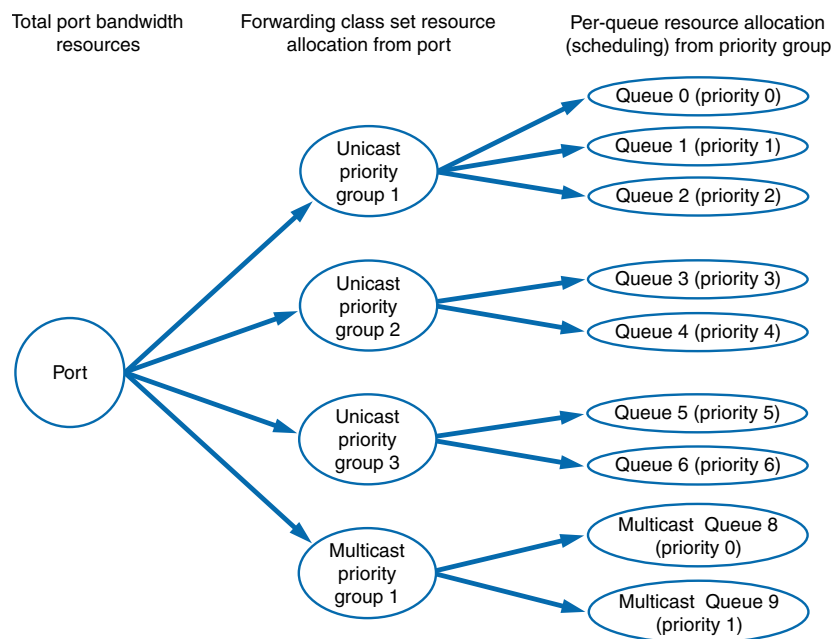 Total port bandwidth
resources
Forwarding class set resource
allocation from port
Per-queue resource allocation
(scheduling) from priority group
Port
Unicast
priority
group 1
Unicast
priority
group 2
Unicast
priority
group 3
Multicast
priority
group 1
Queue 0 (priority 0)
Queue 1 (priority 1)
Queue 2 (priority 2)
Queue 3 (priority 3)
Queue 4 (priority 4)
Queue 5 (priority 5)
Queue 6 (priority 6)
Multicast Queue 8
(priority 0)
Multicast Queue 9
(priority 1)